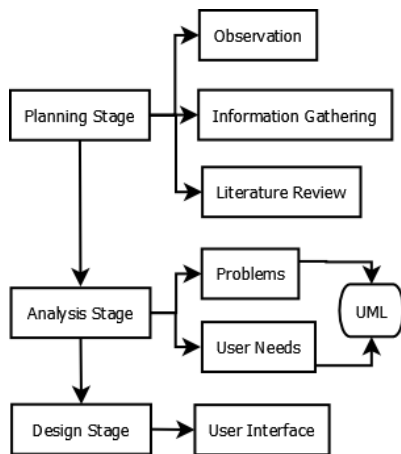 Observation
Planning Stage
Information Gathering
Literature Review
Problems
Analysis Stage
UML
User Needs
Design Stage
User Interface